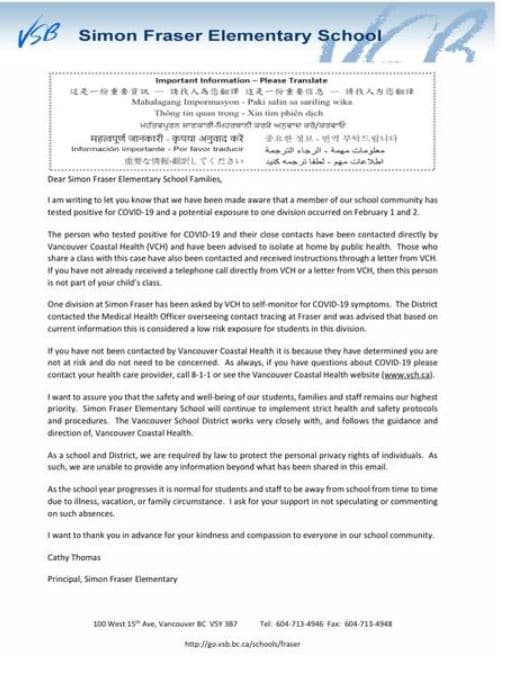 VSB Simon Fraser Elementary School
Important Information – Please Translate
這是一份重要資訊 – 請找人為您翻譯 这是一份重要信息 – 请找人为您翻译
Mahalagang Impormasyon - Paki salin sa sariling wika
Thông tin quan trọng - Xin tìm phiên dịch
ਮਹੱਤਵਪੂਰਨ ਜਾਣਕਾਰੀ-ਮਿਹਰਬਾਨੀ ਕਰਕੇ ਅਨੁਵਾਦ ਕਰੋ/ਕਰਵਾਓ
महत्वपूर्ण जानकारी - कृपया अनुवाद करें 중요한 정보 - 번역 부탁드립니다
Información importante - Por favor traducir معلومات مهمة - الرجاء الترجمة
重要な情報-翻訳してください اطلاعات مهم - لطفا ترجمه کنید
Dear Simon Fraser Elementary School Families,
I am writing to let you know that we have been made aware that a member of our school community has
tested positive for COVID-19 and a potential exposure to one division occurred on February 1 and 2.
The person who tested positive for COVID-19 and their close contacts have been contacted directly by
Vancouver Coastal Health (VCH) and have been advised to isolate at home by public health. Those who
share a class with this case have also been contacted and received instructions through a letter from VCH.
If you have not already received a telephone call directly from VCH or a letter from VCH, then this person
is not part of your child's class.
One division at Simon Fraser has been asked by VCH to self-monitor for COVID-19 symptoms. The District
contacted the Medical Health Officer overseeing contact tracing at Fraser and was advised that based on
current information this is considered a low risk exposure for students in this division.
If you have not been contacted by Vancouver Coastal Health it is because they have determined you are
not at risk and do not need to be concerned. As always, if you have questions about COVID-19 please
contact your health care provider, call 8-1-1 or see the Vancouver Coastal Health website (www.vch.ca).
I want to assure you that the safety and well-being of our students, families and staff remains our highest
priority. Simon Fraser Elementary School will continue to implement strict health and safety protocols
and procedures. The Vancouver School District works very closely with, and follows the guidance and
direction of, Vancouver Coastal Health.
As a school and District, we are required by law to protect the personal privacy rights of individuals. As
such, we are unable to provide any information beyond what has been shared in this email.
As the school year progresses it is normal for students and staff to be away from school from time to time
due to illness, vacation, or family circumstance. I ask for your support in not speculating or commenting
on such absences.
I want to thank you in advance for your kindness and compassion to everyone in our school community.
Cathy Thomas
Principal, Simon Fraser Elementary
100 West 15th Ave, Vancouver BC V5Y 3B7 Tel: 604-713-4946 Fax: 604-713-4948
http://go.vsb.bc.ca/schools/fraser